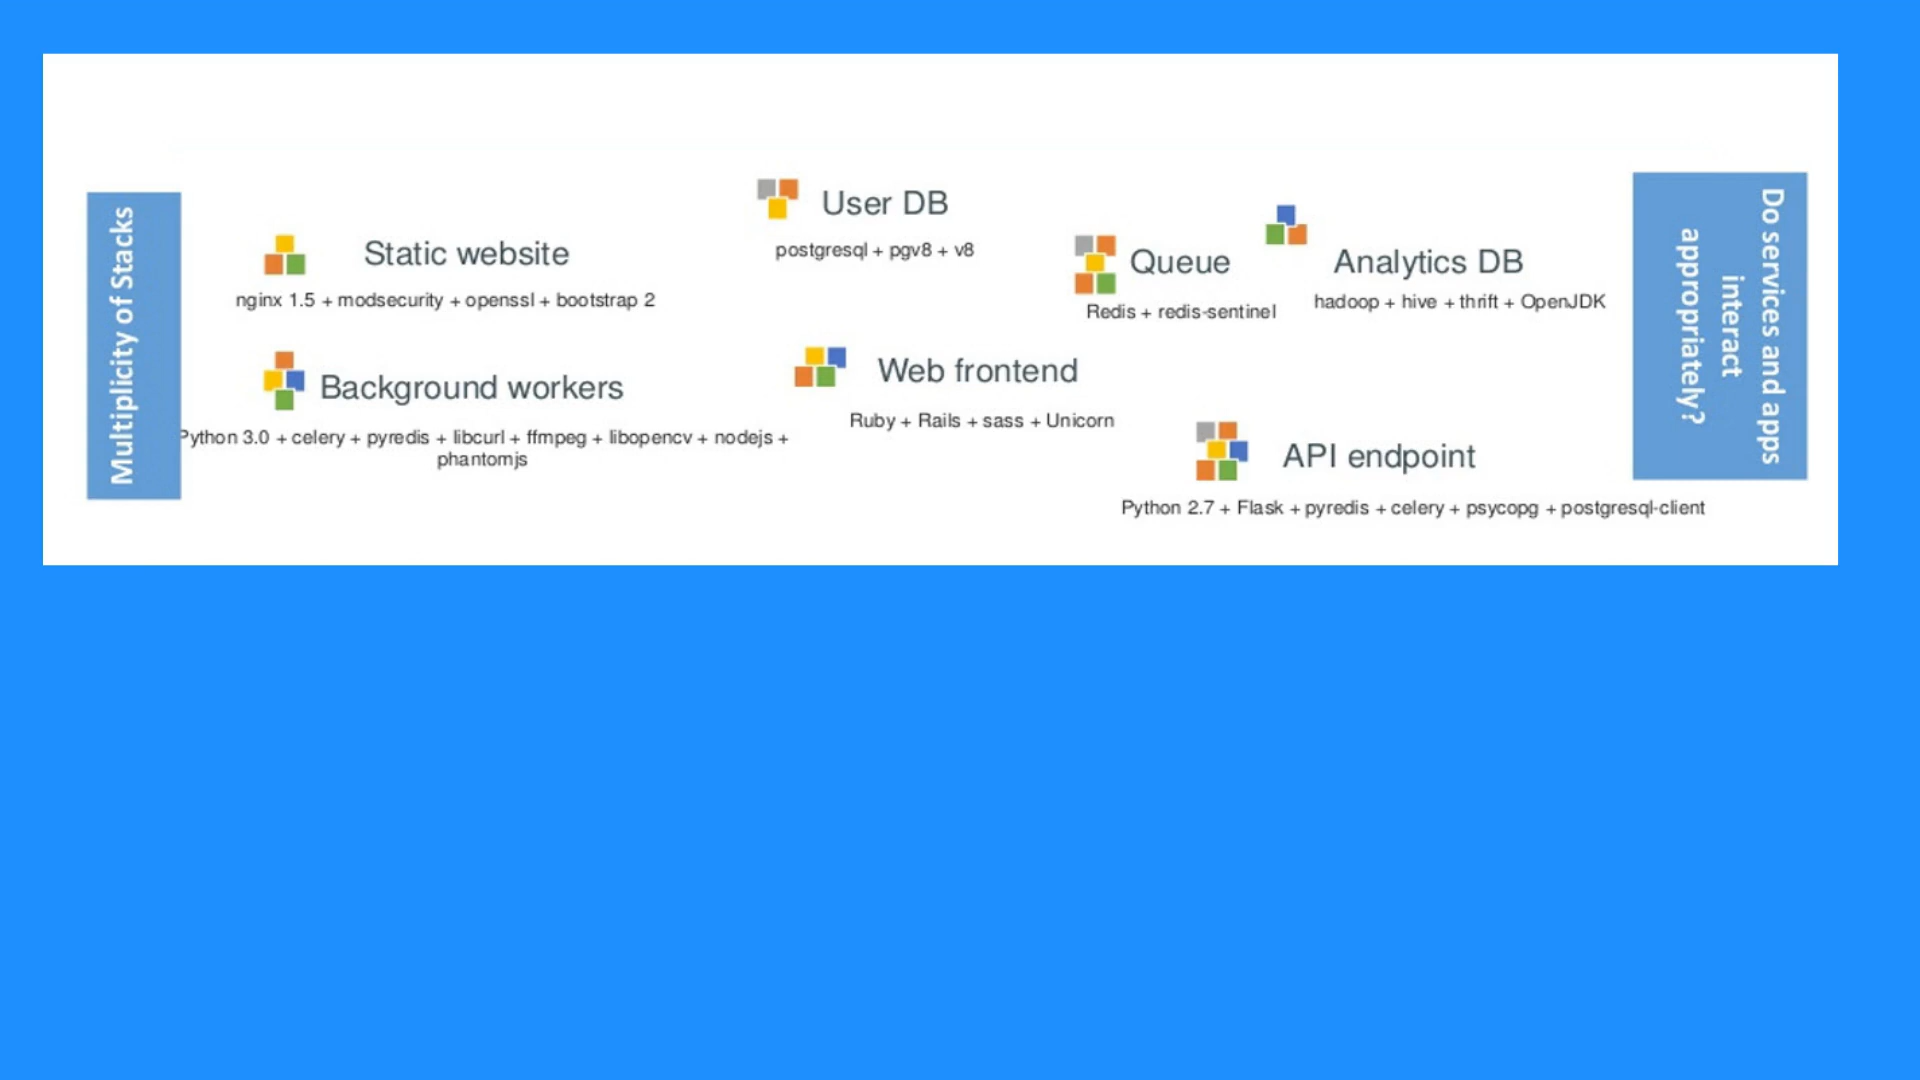 Multiplicity of Stacks
Static website
nginx 1.5 + modsecurity + openssl + bootstrap 2
Background workers
Python 3.0 + celery + pyredis + libcurl + ffmpeg + libopencv + nodejs +
phantomjs
User DB
postgresql + pgv8 + v8
Web frontend
Ruby + Rails + sass + Unicorn
Queue
Redis + redis-sentinel
Analytics DB
hadoop + hive + thrift + OpenJDK
API endpoint
Python 2.7 + Flask + pyredis + celery + psycopg + postgresql-client
Do services and apps
interact
appropriately?